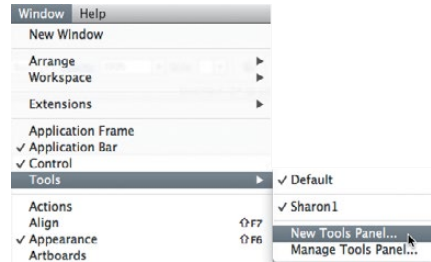 Window Help
New Window
Arrange
Workspace
Extensions
Application Frame
✓ Application Bar
✓ Control
Tools
✓ Default
Actions
✓ Sharon1
Align ⇧F7
New Tools Panel...
✓ Appearance ⇧F6
Manage Tools Panel...
Artboards